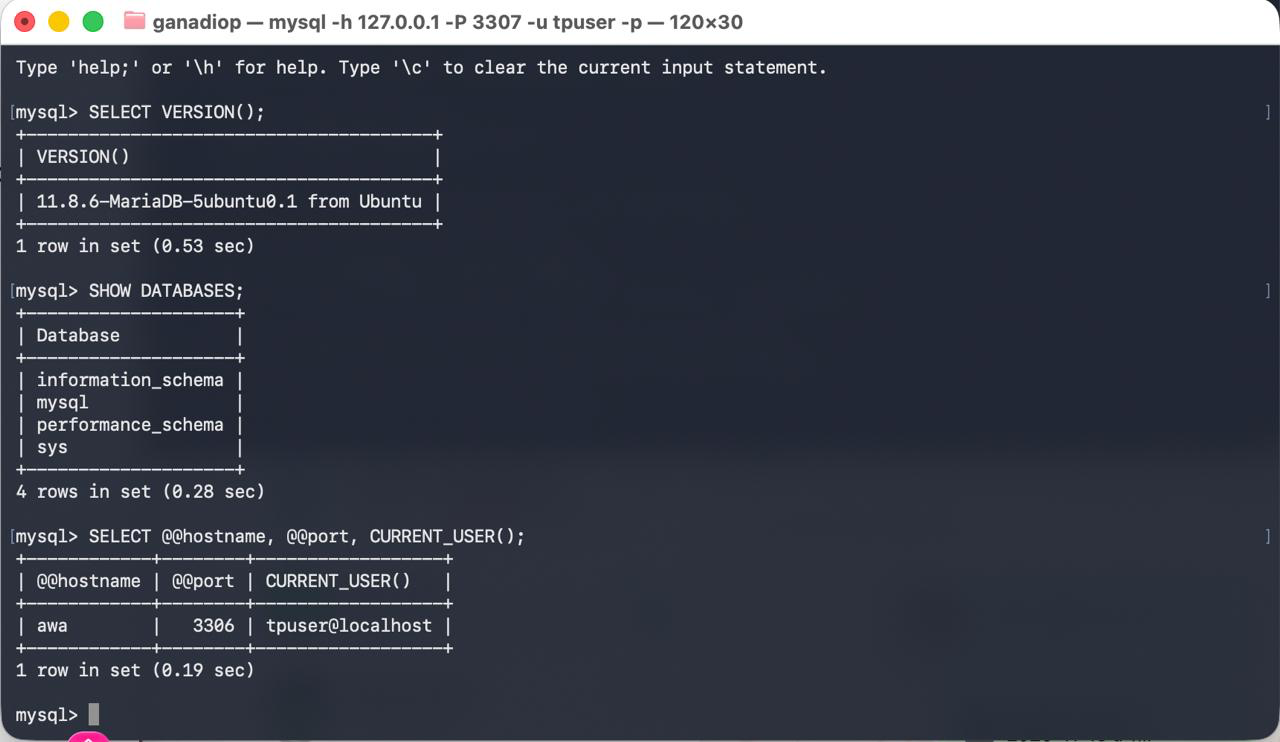 ganadiop — mysql -h 127.0.0.1 -P 3307 -u tpuser -p — 120×30
Type 'help;' or '\h' for help. Type '\c' to clear the current input statement.
[mysql> SELECT VERSION(); ]
+----------------------------------------+
| VERSION()                              |
+----------------------------------------+
| 11.8.6-MariaDB-5ubuntu0.1 from Ubuntu |
+----------------------------------------+
1 row in set (0.53 sec)
[mysql> SHOW DATABASES; ]
+--------------------+
| Database           |
+--------------------+
| information_schema |
| mysql              |
| performance_schema |
| sys                |
+--------------------+
4 rows in set (0.28 sec)
[mysql> SELECT @@hostname, @@port, CURRENT_USER(); ]
+------------+--------+------------------+
| @@hostname | @@port | CURRENT_USER()   |
+------------+--------+------------------+
| awa        |   3306 | tpuser@localhost |
+------------+--------+------------------+
1 row in set (0.19 sec)
mysql>